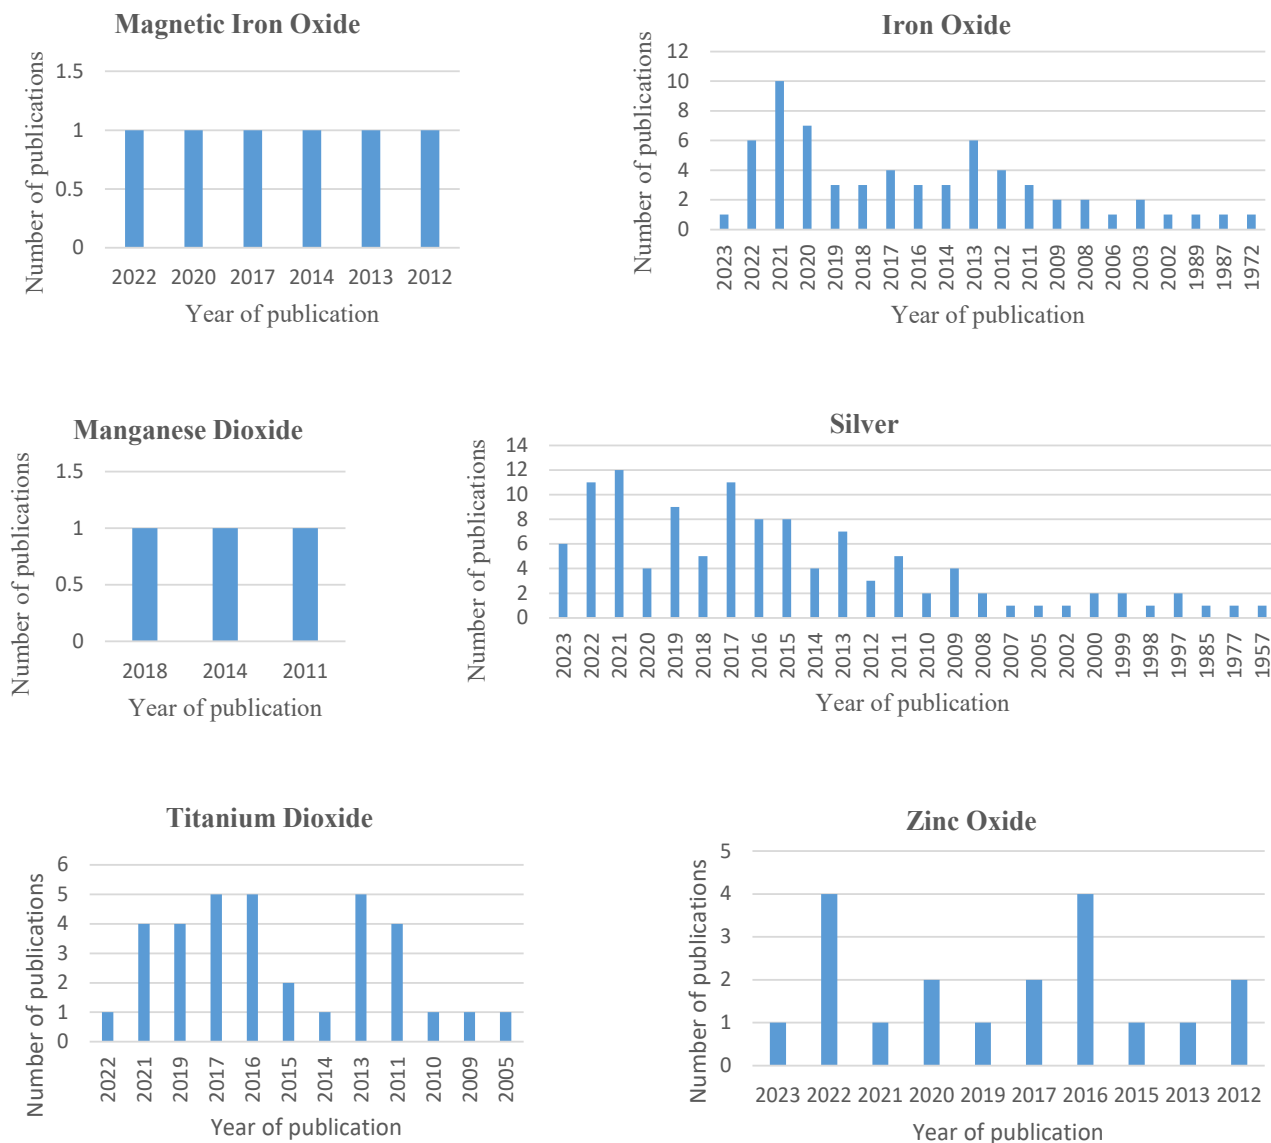 Magnetic Iron Oxide
Number of publications
1.5
1
0.5
0
2022 2020 2017 2014 2013 2012
Year of publication
Iron Oxide
Number of publications
12
10
8
6
4
2
0
2023 2022 2021 2020 2019 2018 2017 2016 2014 2013 2012 2011 2009 2008 2006 2003 2002 1989 1987 1972
Year of publication
Manganese Dioxide
Number of publications
1.5
1
0.5
0
2018 2014 2011
Year of publication
Silver
Number of publications
14
12
10
8
6
4
2
0
2023 2022 2021 2020 2019 2018 2017 2016 2015 2014 2013 2012 2011 2010 2009 2008 2007 2005 2002 2000 1999 1998 1997 1985 1977 1957
Year of publication
Titanium Dioxide
Number of publications
6
5
4
3
2
1
0
2022 2021 2019 2017 2016 2015 2014 2013 2011 2010 2009 2005
Year of publication
Zinc Oxide
Number of publications
5
4
3
2
1
0
2023 2022 2021 2020 2019 2017 2016 2015 2013 2012
Year of publication